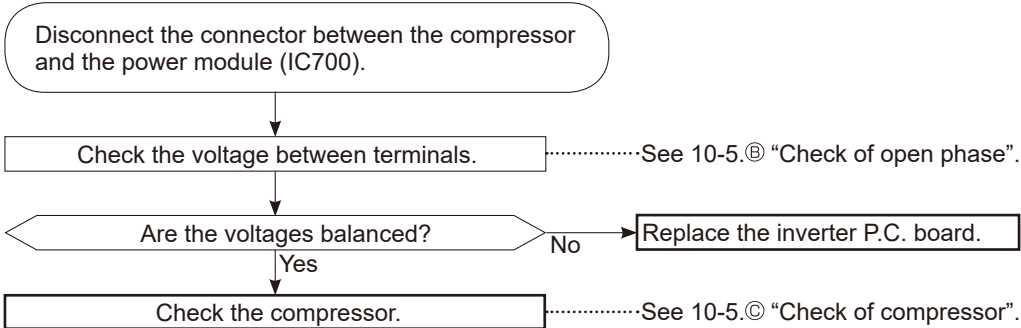 Disconnect the connector between the compressor
and the power module (IC700).
Check the voltage between terminals.
See 10-5.Ⓑ “Check of open phase”.
Are the voltages balanced?
No
Replace the inverter P.C. board.
Yes
Check the compressor.
See 10-5.Ⓒ “Check of compressor”.